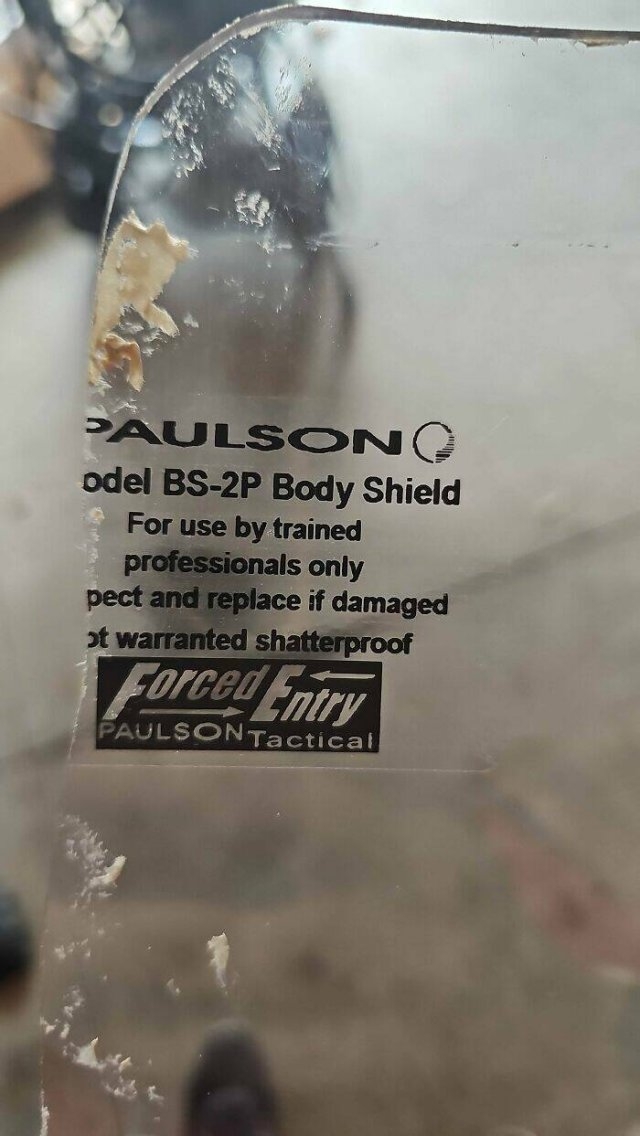 PAULSON
odel BS-2P Body Shield
For use by trained
professionals only
pect and replace if damaged
ot warranted shatterproof
Forced Entry
PAULSON Tactical